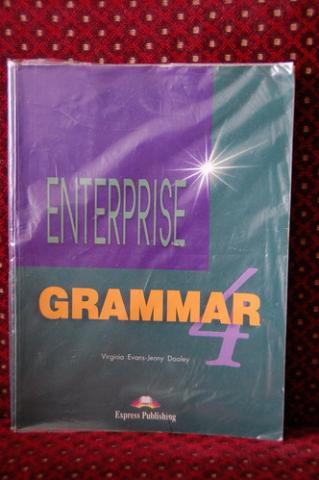 ENTERPRISE
GRAMMAR
4
Virginia Evans-Jenny Dooley
Express Publishing